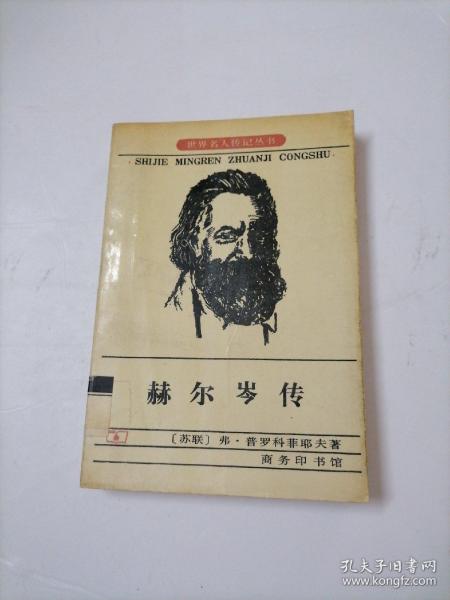 世界名人传记丛书
· SHIJIE MINGREN ZHUANJI CONGSHU ·
赫尔岑传
〔苏联〕弗·普罗科菲耶夫著
商务印书馆
孔夫子旧书网
www.kongfz.com